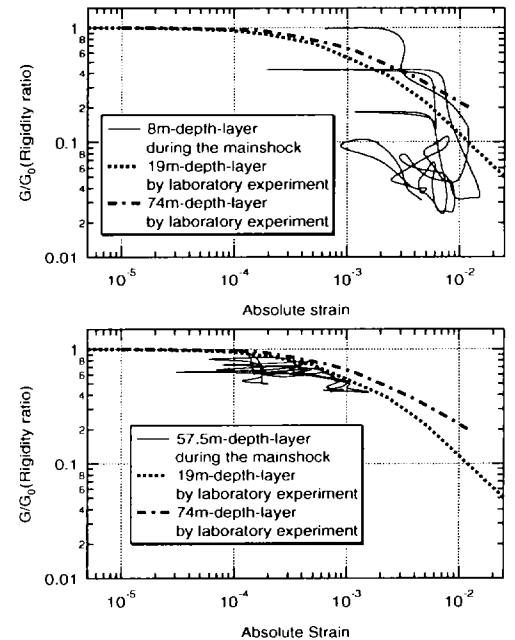 G/G0(Rigidity ratio)
1
8
6
4
2
0.1
8
6
4
2
0.01
8m-depth-layer
during the mainshock
19m-depth-layer
by laboratory experiment
74m-depth-layer
by laboratory experiment
10-5
10-4
10-3
10-2
Absolute strain
G/G0(Rigidity ratio)
1
8
6
4
2
0.1
8
6
4
2
0.01
57.5m-depth-layer
during the mainshock
19m-depth-layer
by laboratory experiment
74m-depth-layer
by laboratory experiment
10-5
10-4
10-3
10-2
Absolute Strain